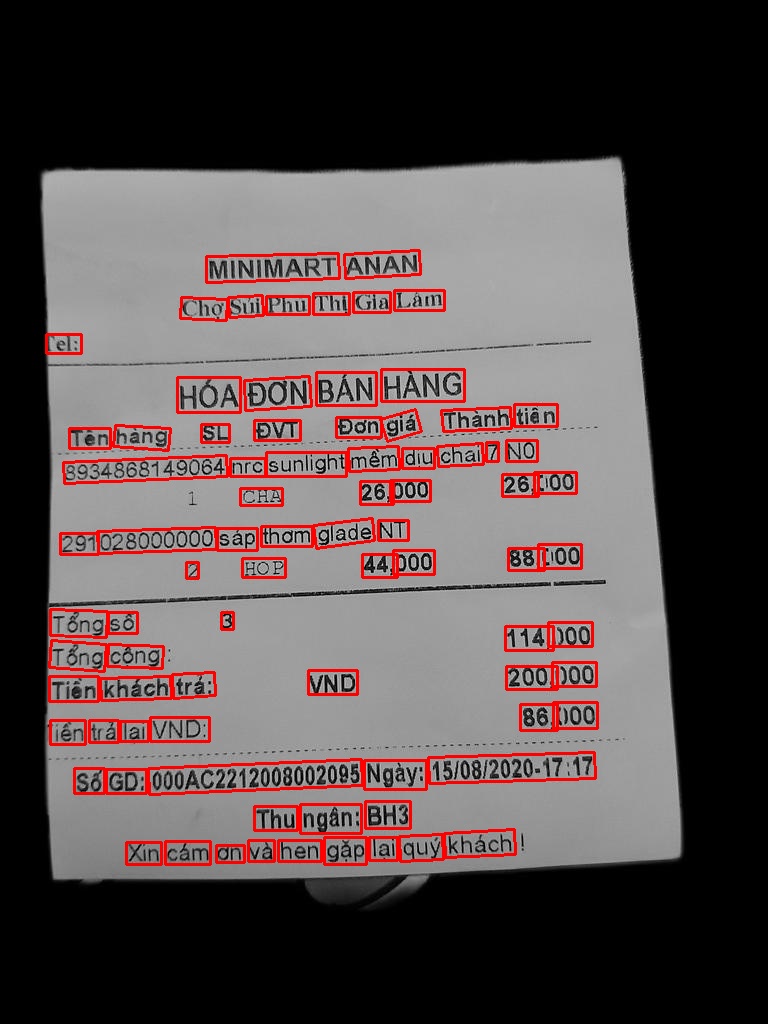 MINIMART ANAN
Chợ Sủi Phu Thị Gia Lâm
Tel:
HÓA ĐƠN BÁN HÀNG
Tên hàng SL ĐVT Đơn giá Thành tiên
8934868149064 nrc sunlight mềm dịu chai 7 N0
1 CHA 26,000 26,000
291028000000 sáp thơm glade NT
2 HOP 44,000 88,000
Tổng số 3
Tổng cộng: 114,000
Tiền khách trả: VND 200,000
Tiền trả lại VND: 86,000
Số GD: 000AC2212008002095 Ngày: 15/08/2020-17:17
Thu ngân: BH3
Xin cám ơn và hẹn gặp lại quý khách !